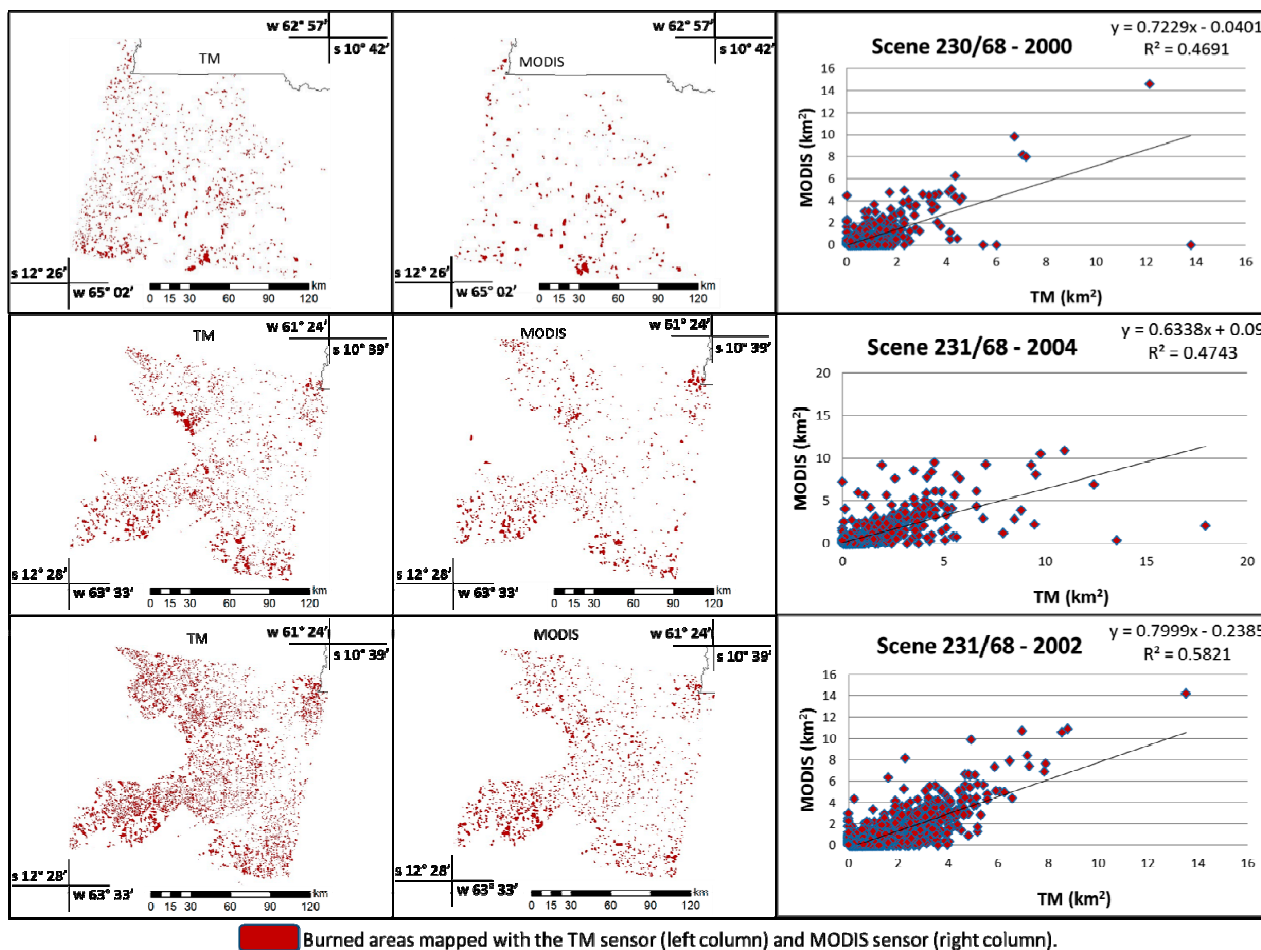 w 62° 57'
s 10° 42'
TM
s 12° 26'
w 65° 02'
0 15 30 60 90 120
km
w 62° 57'
s 10° 42'
MODIS
s 12° 26'
w 65° 02'
0 15 30 60 90 120
km
Scene 230/68 - 2000
y = 0.7229x - 0.0401
R² = 0.4691
MODIS (km²)
16
14
12
10
8
6
4
2
0
0 2 4 6 8 10 12 14 16
TM (km²)
w 61° 24'
s 10° 39'
TM
s 12° 28'
w 63° 33'
0 15 30 60 90 120
km
w 61° 24'
s 10° 39'
MODIS
s 12° 28'
w 63° 33'
0 15 30 60 90 120
km
Scene 231/68 - 2004
y = 0.6338x + 0.09
R² = 0.4743
MODIS (km²)
20
15
10
5
0
0 5 10 15 20
TM (km²)
w 61° 24'
s 10° 39'
TM
s 12° 28'
w 63° 33'
0 15 30 60 90 120
km
w 61° 24'
s 10° 39'
MODIS
s 12° 28'
w 63° 33'
0 15 30 60 90 120
km
Scene 231/68 - 2002
y = 0.7999x - 0.2385
R² = 0.5821
MODIS (km²)
16
14
12
10
8
6
4
2
0
0 2 4 6 8 10 12 14 16
TM (km²)
Burned areas mapped with the TM sensor (left column) and MODIS sensor (right column).